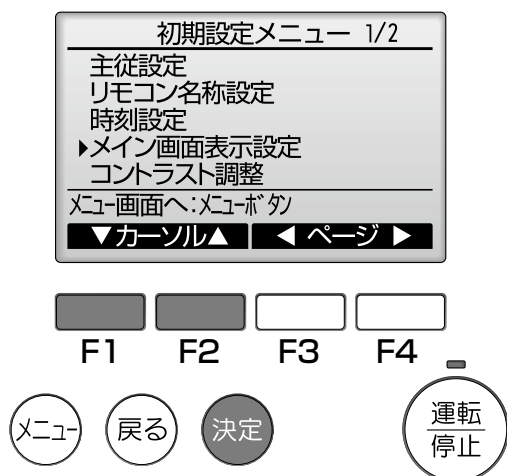 初期設定メニュー 1/2
主従設定
リモコン名称設定
時刻設定
▶メイン画面表示設定
コントラスト調整
メニュー画面へ:メニューボタン
▼カーソル▲ ◀ ページ ▶
F1 F2 F3 F4
メニュー 戻る 決定 運転
停止